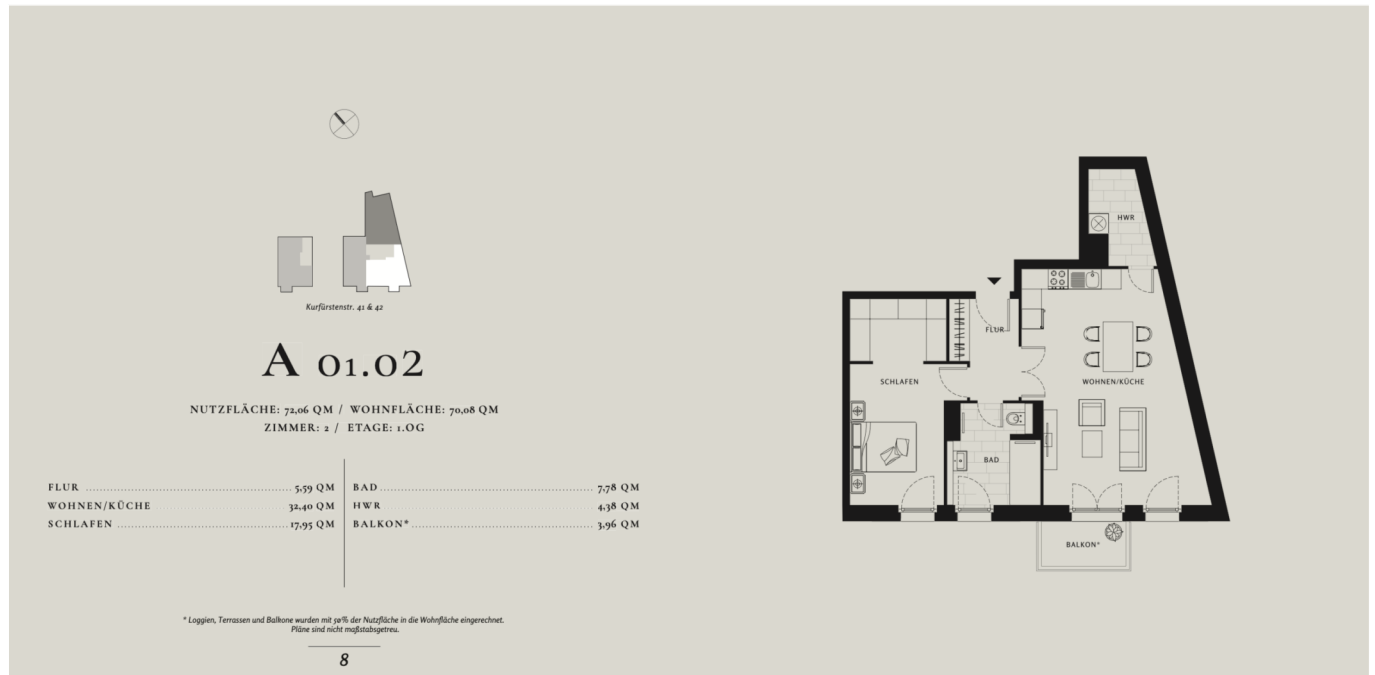 Kurfürstenstr. 41 & 42
A 01.02
NUTZFLÄCHE: 72,06 QM / WOHNFLÄCHE: 70,08 QM
ZIMMER: 2 / ETAGE: 1.OG
FLUR 5,59 QM
WOHNEN/KÜCHE 32,40 QM
SCHLAFEN 17,95 QM
BAD 7,78 QM
HWR 4,38 QM
BALKON* 3,96 QM
* Loggien, Terrassen und Balkone wurden mit 50% der Nutzfläche in die Wohnfläche eingerechnet.
Pläne sind nicht maßstabsgetreu.
8
HWR
FLUR
SCHLAFEN
WOHNEN/KÜCHE
BAD
BALKON*